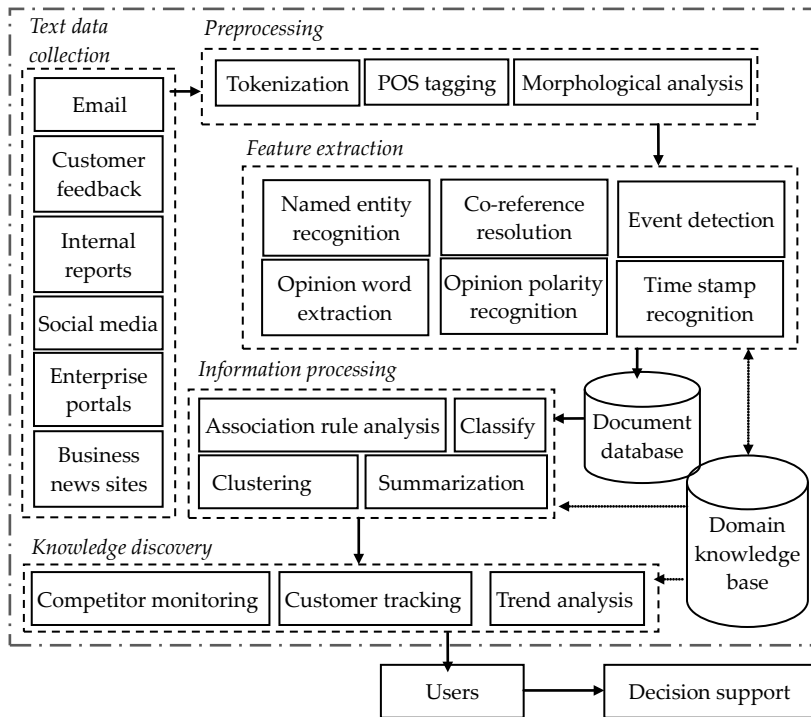 Text data
collection
Email
Customer
feedback
Internal
reports
Social media
Enterprise
portals
Business
news sites
Preprocessing
Tokenization
POS tagging
Morphological analysis
Feature extraction
Named entity
recognition
Co-reference
resolution
Event detection
Opinion word
extraction
Opinion polarity
recognition
Time stamp
recognition
Information processing
Association rule analysis
Classify
Clustering
Summarization
Document
database
Domain
knowledge
base
Knowledge discovery
Competitor monitoring
Customer tracking
Trend analysis
Users
Decision support